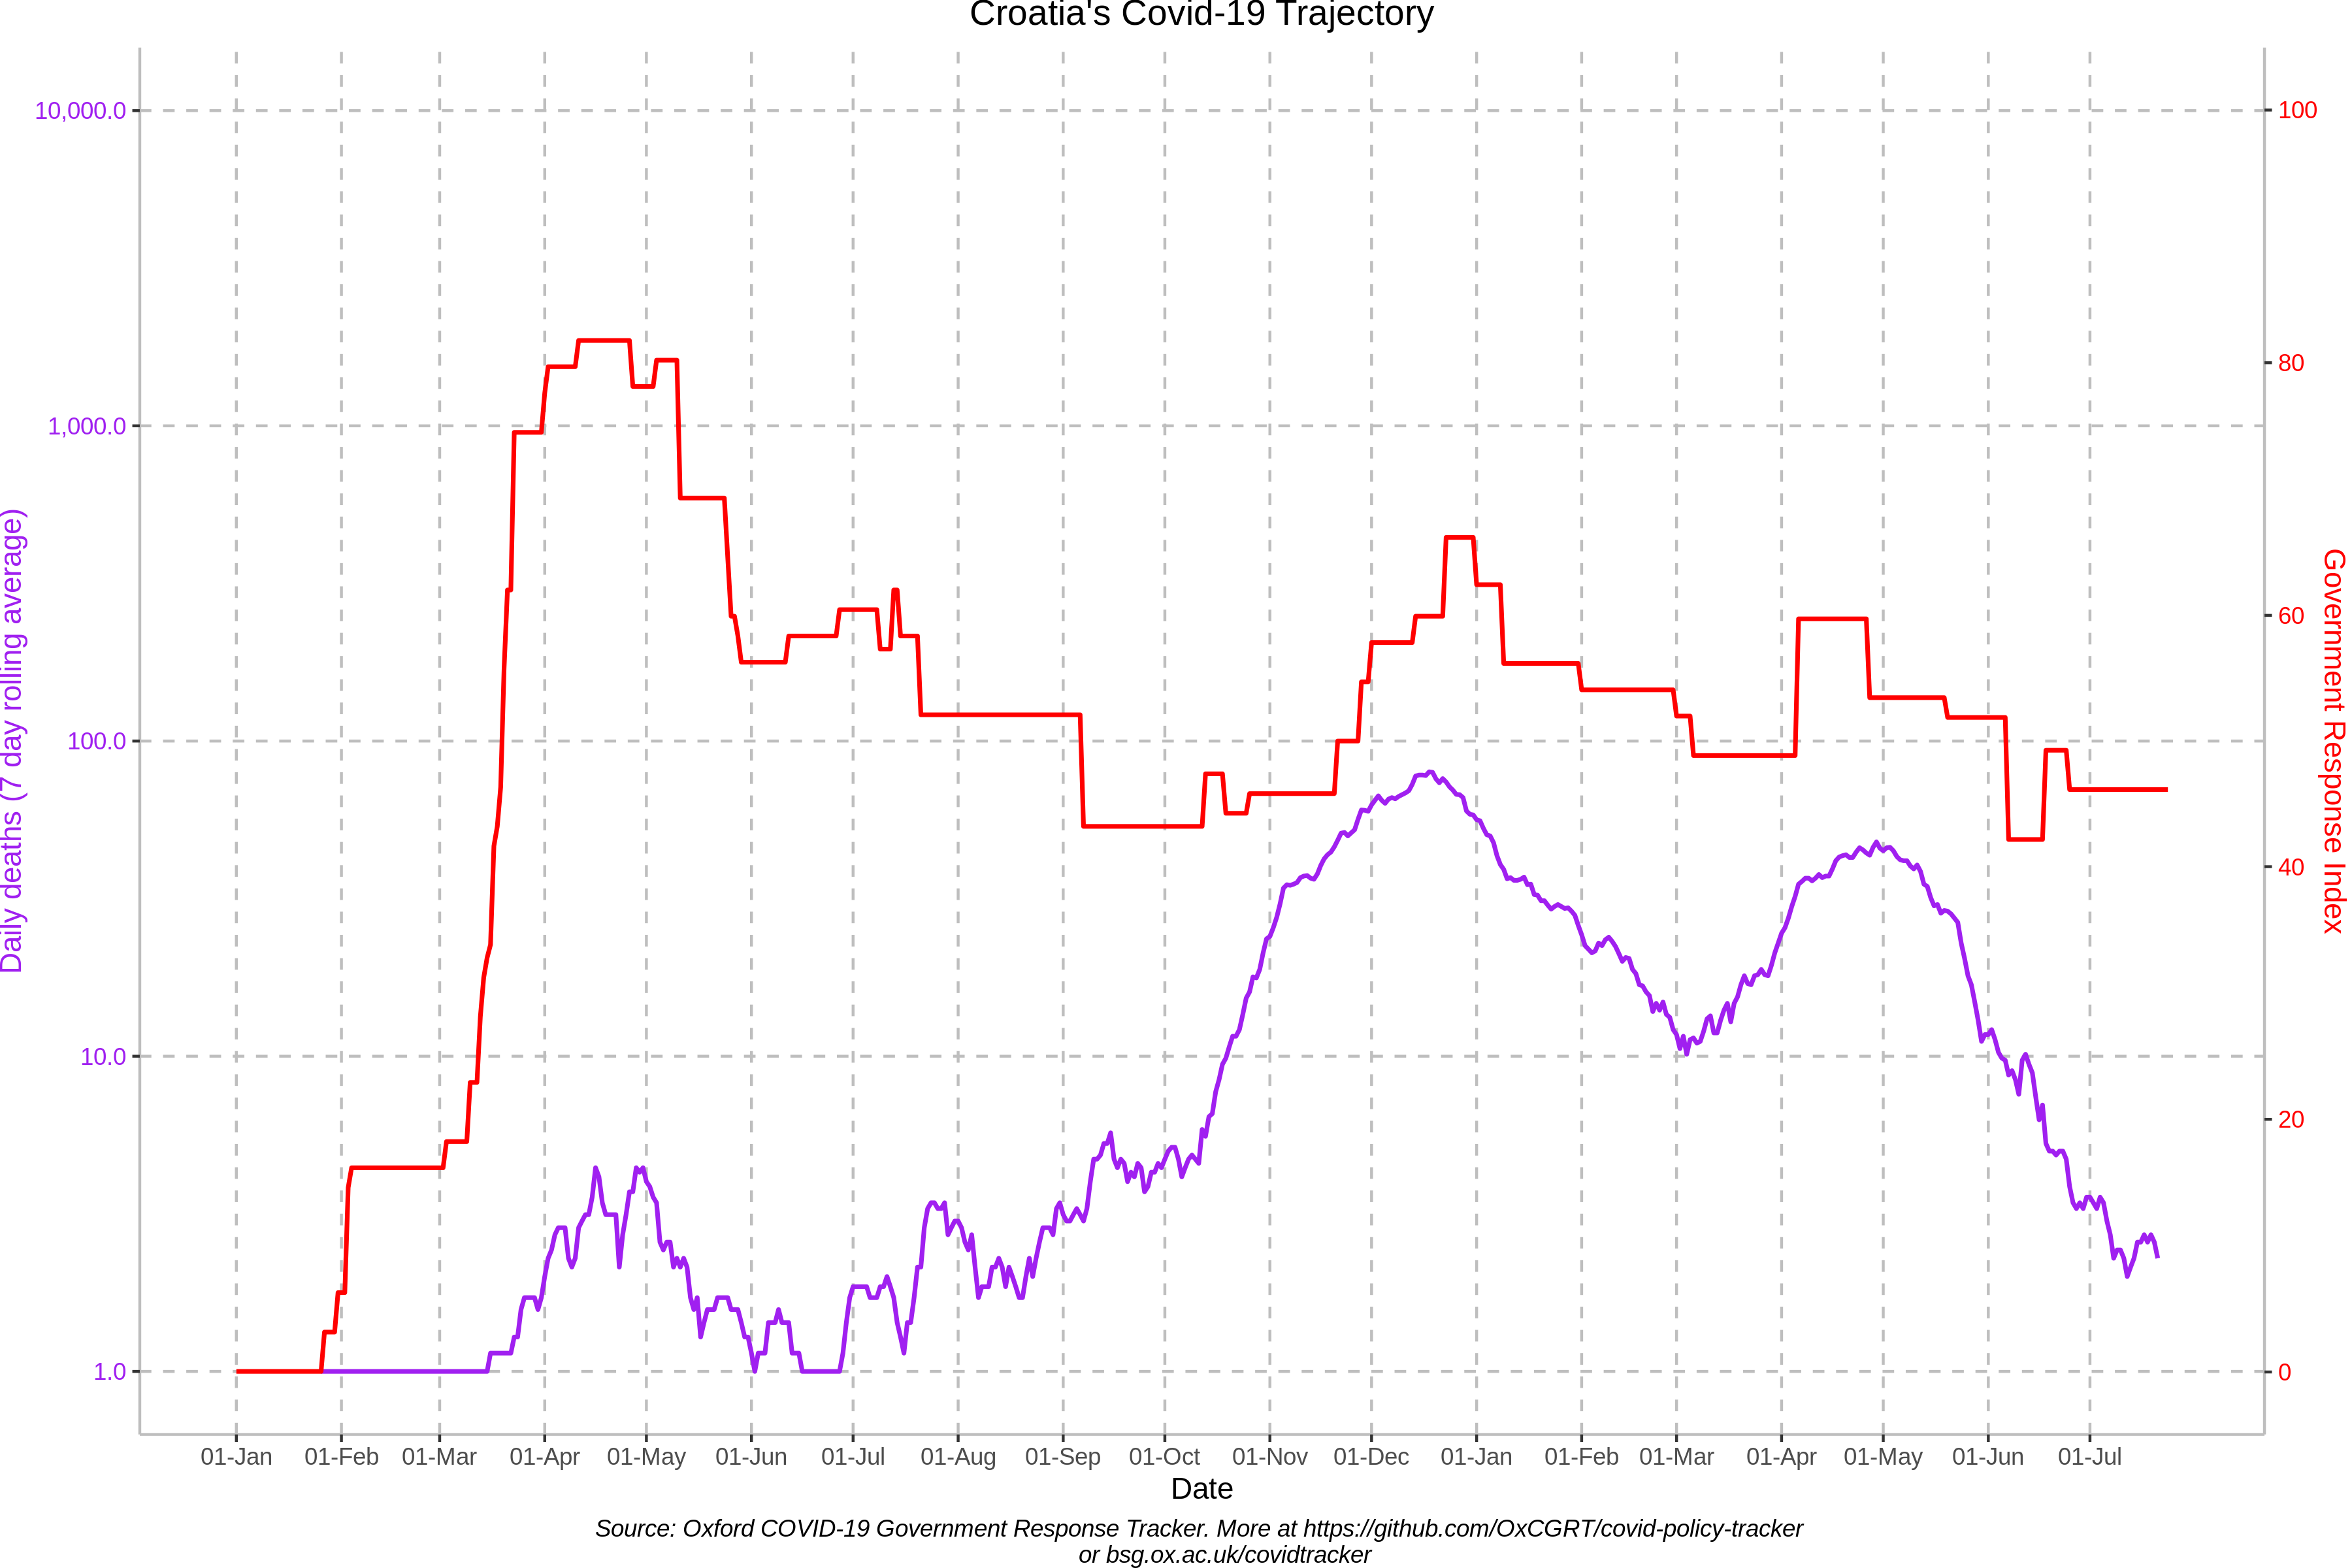 Croatia's Covid-19 Trajectory
10,000.0
1,000.0
100.0
10.0
1.0
Daily deaths (7 day rolling average)
100
80
60
40
20
0
Government Response Index
01-Jan 01-Feb 01-Mar 01-Apr 01-May 01-Jun 01-Jul 01-Aug 01-Sep 01-Oct 01-Nov 01-Dec 01-Jan 01-Feb 01-Mar 01-Apr 01-May 01-Jun 01-Jul
Date
Source: Oxford COVID-19 Government Response Tracker. More at https://github.com/OxCGRT/covid-policy-tracker
or bsg.ox.ac.uk/covidtracker